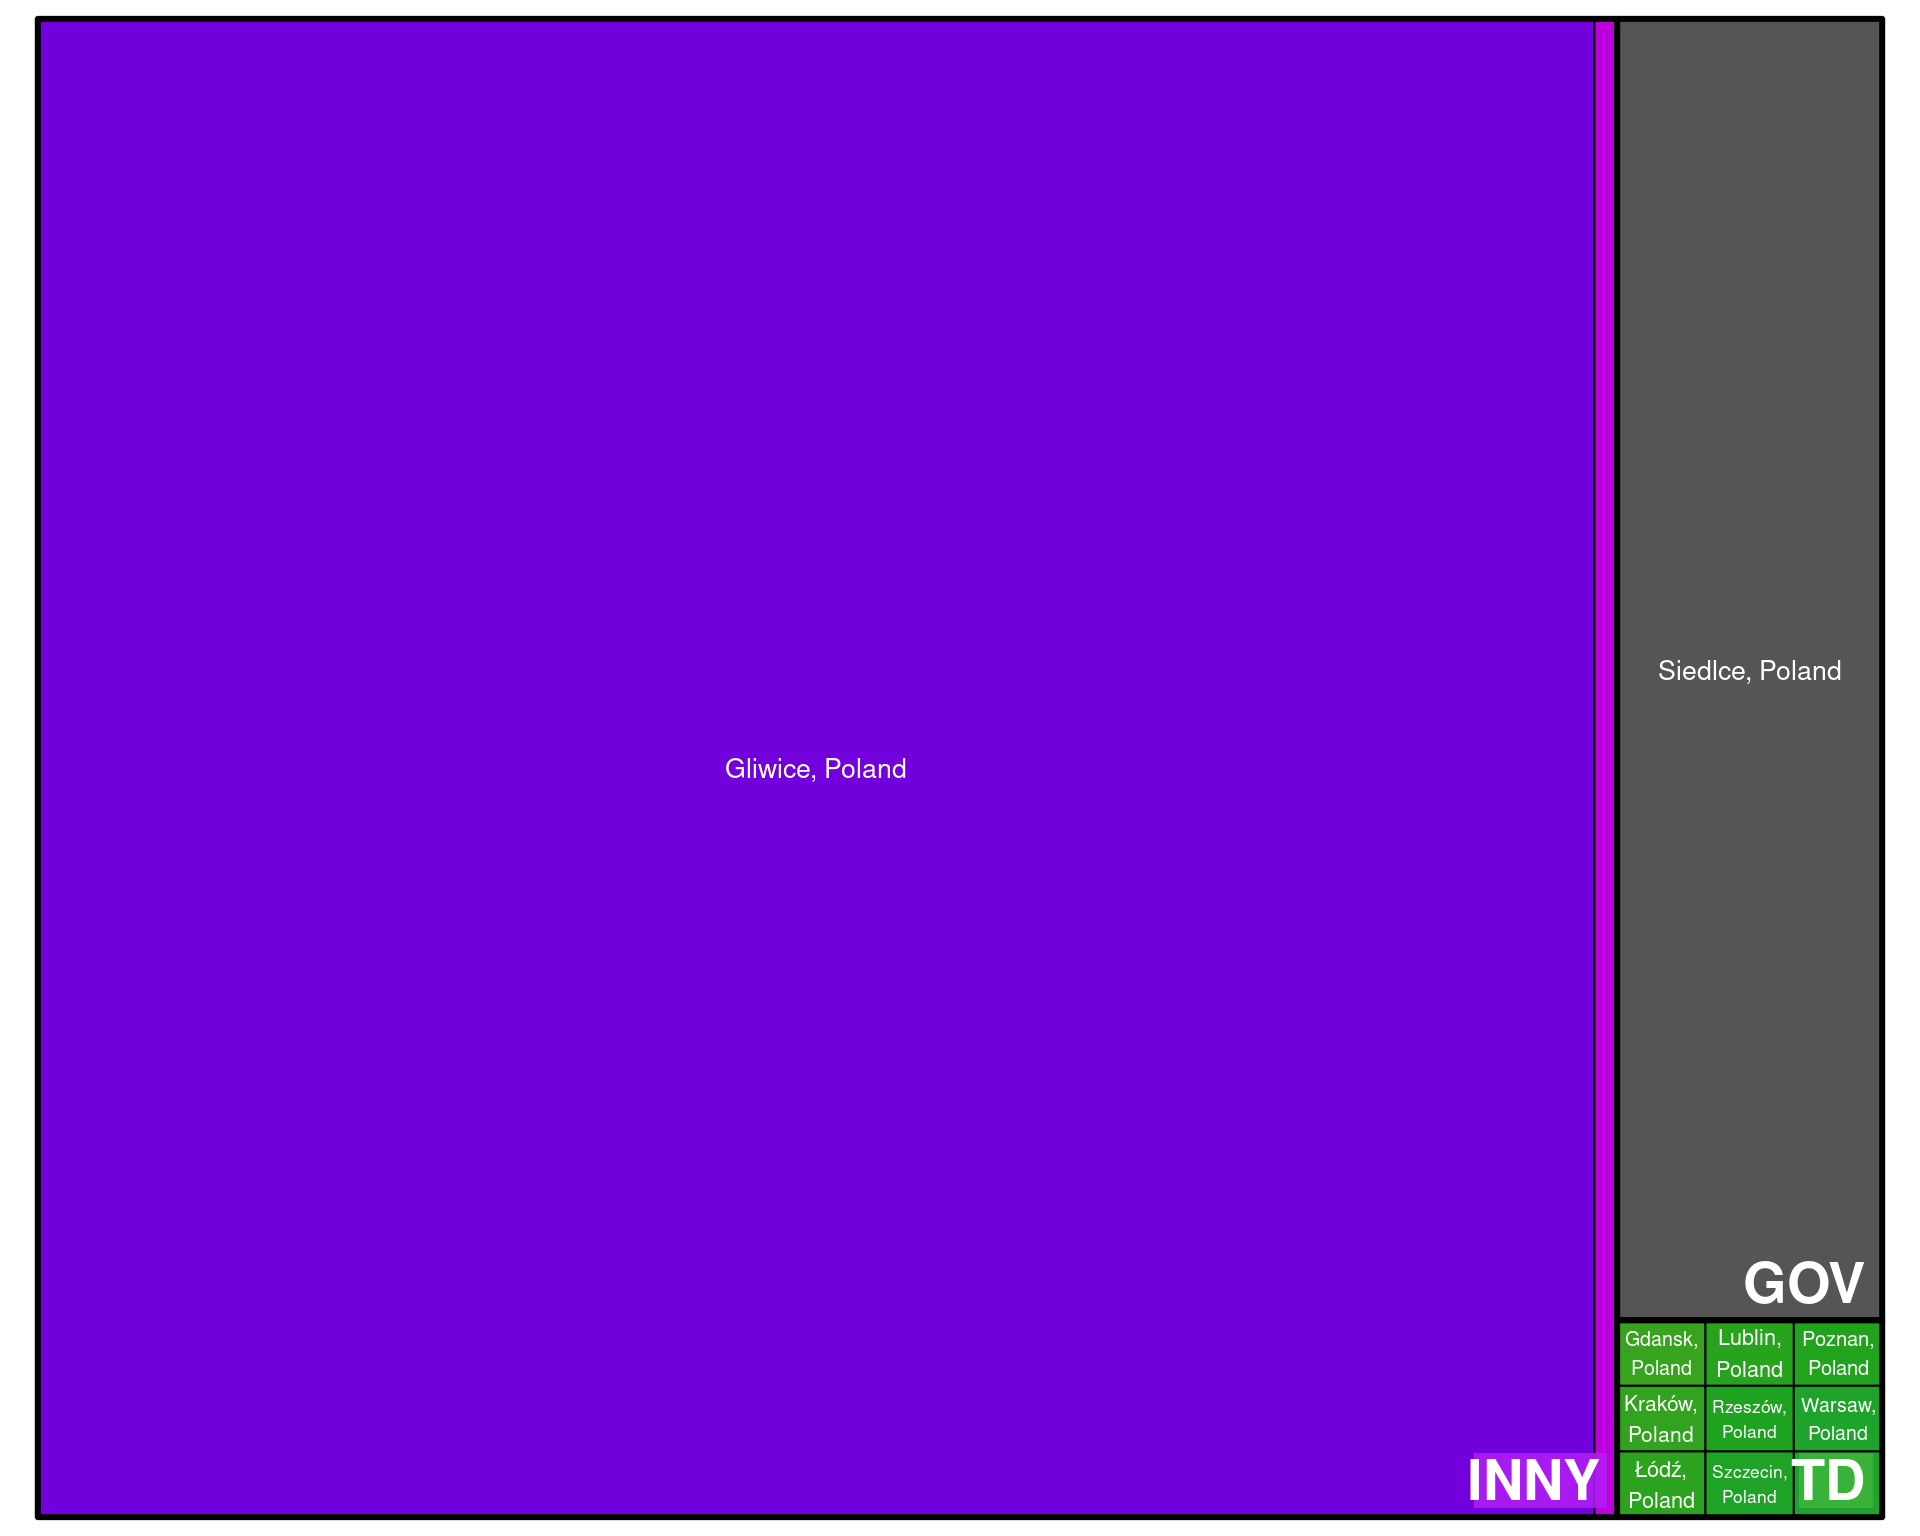 Gliwice, Poland
INNY
Siedlce, Poland
GOV
Gdansk,
Poland
Lublin,
Poland
Poznan,
Poland
Kraków,
Poland
Rzeszów,
Poland
Warsaw,
Poland
Łódź,
Poland
Szczecin,
Poland
TD